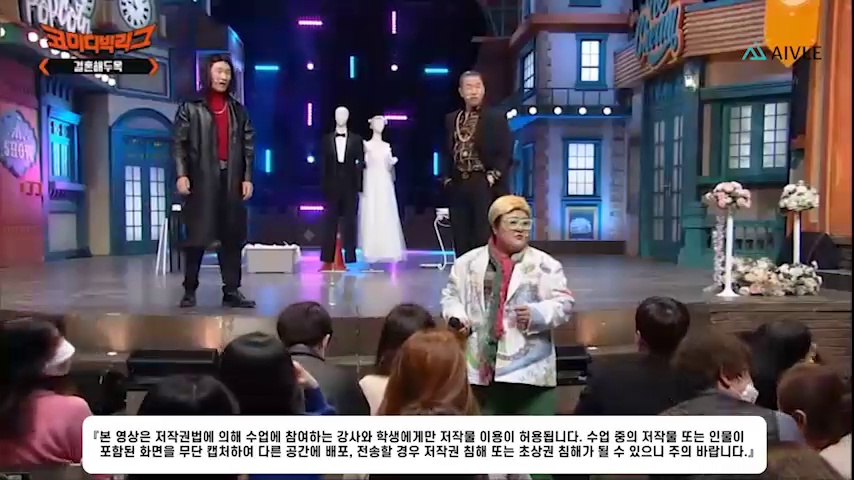 POPCO
코미디빅리그
결혼해두목
AIVLE
SHOW
『본 영상은 저작권법에 의해 수업에 참여하는 강사와 학생에게만 저작물 이용이 허용됩니다. 수업 중의 저작물 또는 인물이
포함된 화면을 무단 캡처하여 다른 공간에 배포, 전송할 경우 저작권 침해 또는 초상권 침해가 될 수 있으니 주의 바랍니다.』